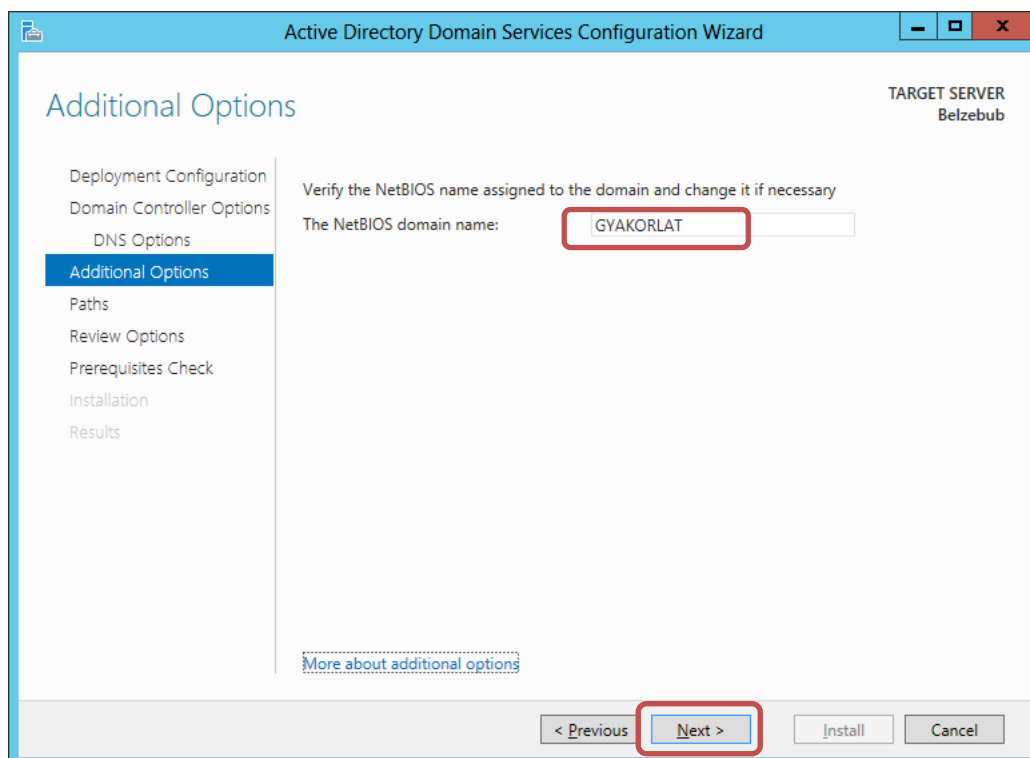 Active Directory Domain Services Configuration Wizard
Additional Options
TARGET SERVER
Belzebub
Deployment Configuration
Domain Controller Options
DNS Options
Additional Options
Paths
Review Options
Prerequisites Check
Installation
Results
Verify the NetBIOS name assigned to the domain and change it if necessary
The NetBIOS domain name: GYAKORLAT
More about additional options
< Previous Next > Install Cancel